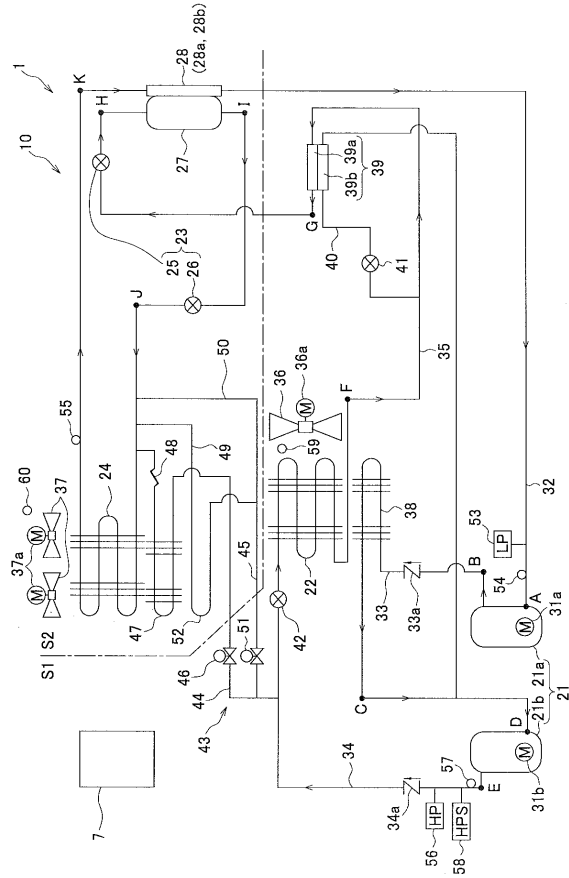 1
10
K
H
28
(28a, 28b)
27
I
25
23
26
J
55
60
37
37a
M
M
24
48
47
49
50
52
S2
S1
45
46
51
44
43
7
G
39a
39b
39
40
41
36
36a
M
59
F
35
22
38
42
33
33a
32
53
LP
54
B
A
M
31a
C
D
21a
21b
21
M
31b
E
34
34a
57
HP
56
HPS
58